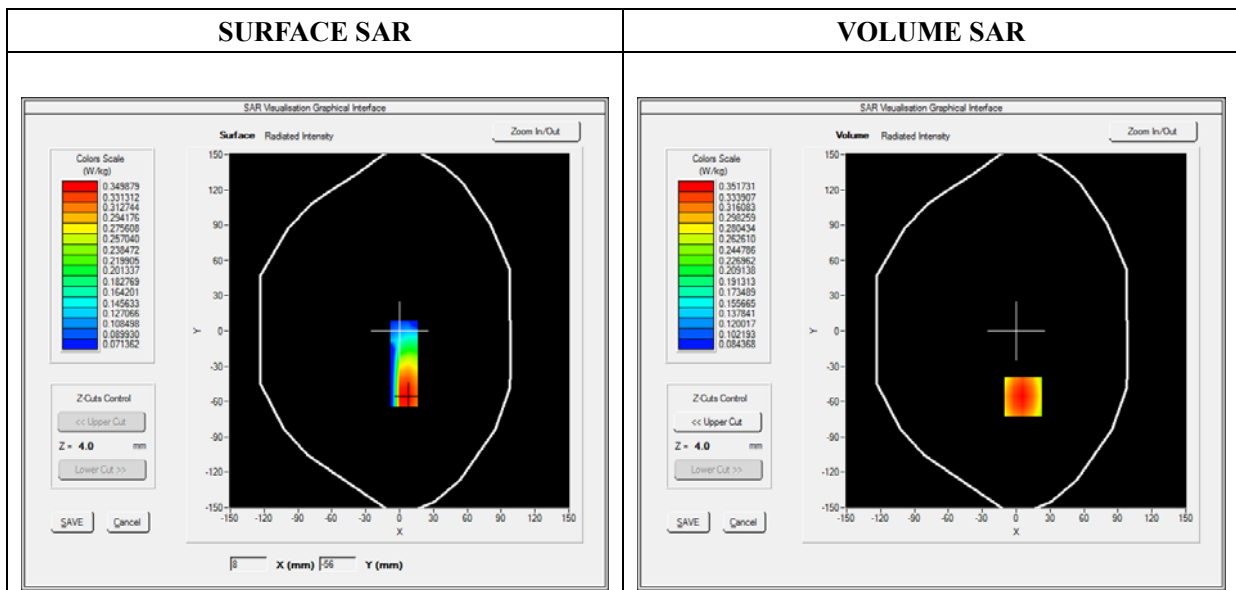 SURFACE SAR
VOLUME SAR
SAR Visualisation Graphical Interface
Surface Radiated Intensity
Zoom In/Out
Colors Scale
(W/kg)
0.349879
0.331312
0.312744
0.294176
0.275608
0.257040
0.238472
0.219905
0.201337
0.182769
0.164201
0.145633
0.127066
0.108498
0.089930
0.071362
Z-Cuts Control
<< Upper Cut
Z = 4.0 mm
Lower Cut >>
SAVE Cancel
150
120
90
60
30
0
-30
-60
-90
-120
-150
Y
-150 -120 -90 -60 -30 0 30 60 90 120 150
X
8 X (mm) -56 Y (mm)
SAR Visualisation Graphical Interface
Volume Radiated Intensity
Zoom In/Out
Colors Scale
(W/kg)
0.351731
0.333907
0.316083
0.298259
0.280434
0.262610
0.244786
0.226962
0.209138
0.191313
0.173489
0.155665
0.137841
0.120017
0.102193
0.084368
Z-Cuts Control
<< Upper Cut
Z = 4.0 mm
Lower Cut >>
SAVE Cancel
150
120
90
60
30
0
-30
-60
-90
-120
-150
Y
-150 -120 -90 -60 -30 0 30 60 90 120 150
X